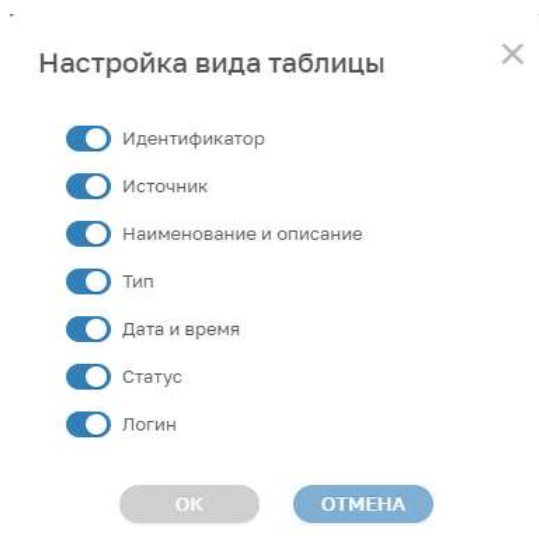 Настройка вида таблицы
Идентификатор
Источник
Наименование и описание
Тип
Дата и время
Статус
Логин
ОК
ОТМЕНА